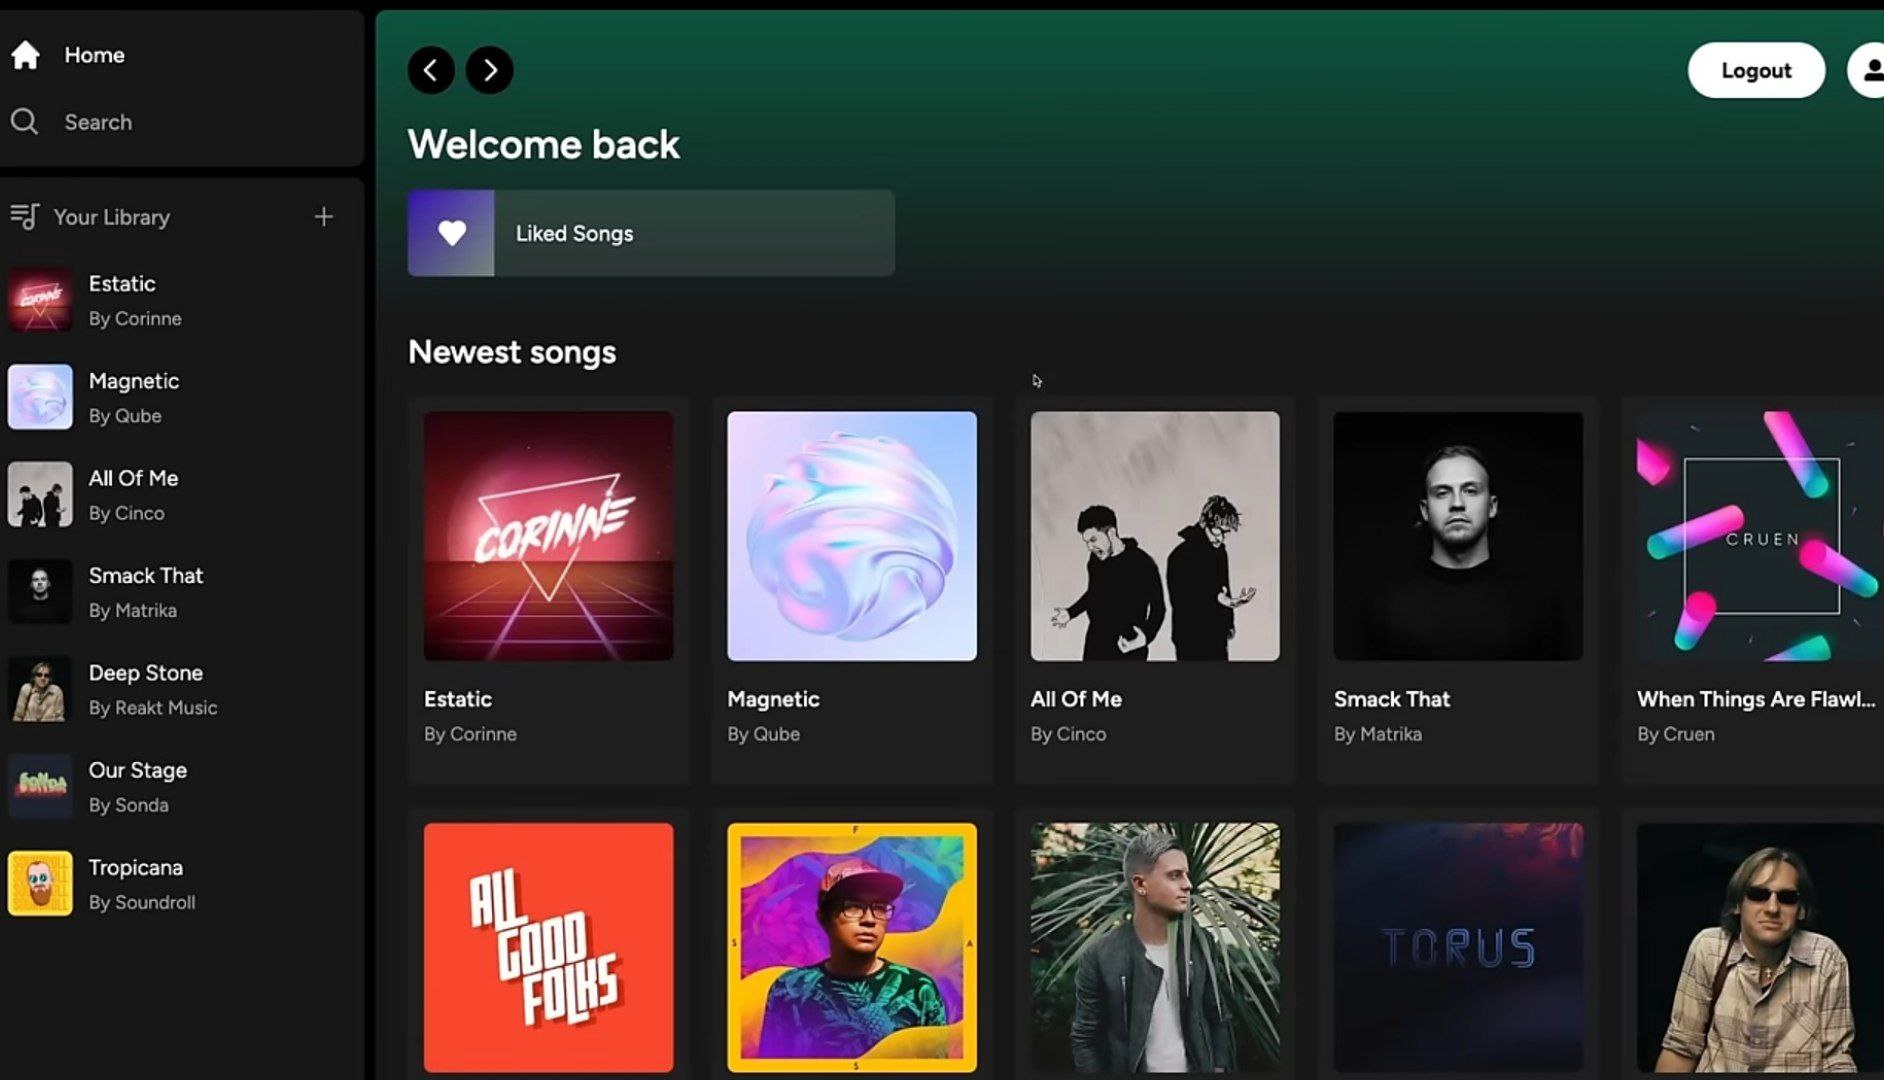 Home
Search
Your Library
Estatic
By Corinne
Magnetic
By Qube
All Of Me
By Cinco
Smack That
By Matrika
Deep Stone
By Reakt Music
Our Stage
By Sonda
Tropicana
By Soundroll
Logout
Welcome back
Liked Songs
Newest songs
CORINNE
Estatic
By Corinne
Magnetic
By Qube
All Of Me
By Cinco
Smack That
By Matrika
CRUEN
When Things Are Flawl...
By Cruen
ALL
GOOD
FOLKS
F
S
A
S
TORUS